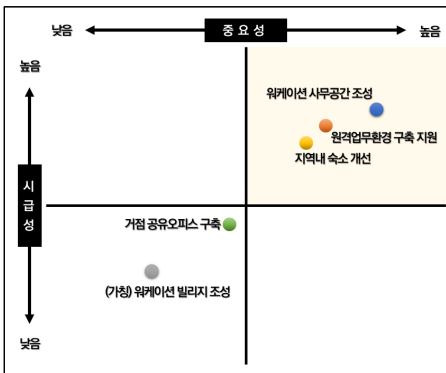 낮음
중 요 성
높음
높음
워케이션 사무공간 조성
원격업무환경 구축 지원
지역내 숙소 개선
시
급
성
거점 공유오피스 구축
(가칭) 워케이션 빌리지 조성
낮음